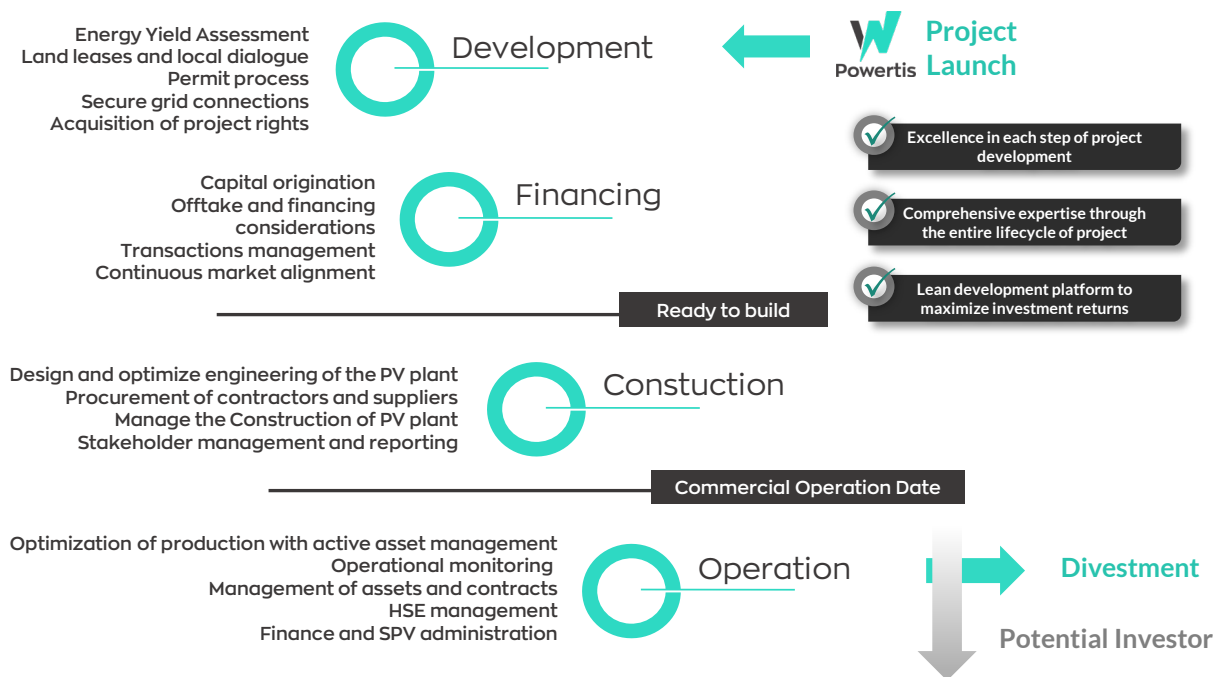 Energy Yield Assessment
Land leases and local dialogue
Permit process
Secure grid connections
Acquisition of project rights
Development
Powertis
Project
Launch
Excellence in each step of project
development
Comprehensive expertise through
the entire lifecycle of project
Lean development platform to
maximize investment returns
Capital origination
Offtake and financing
considerations
Transactions management
Continuous market alignment
Financing
Ready to build
Design and optimize engineering of the PV plant
Procurement of contractors and suppliers
Manage the Construction of PV plant
Stakeholder management and reporting
Constuction
Commercial Operation Date
Optimization of production with active asset management
Operational monitoring
Management of assets and contracts
HSE management
Finance and SPV administration
Operation
Divestment
Potential Investor